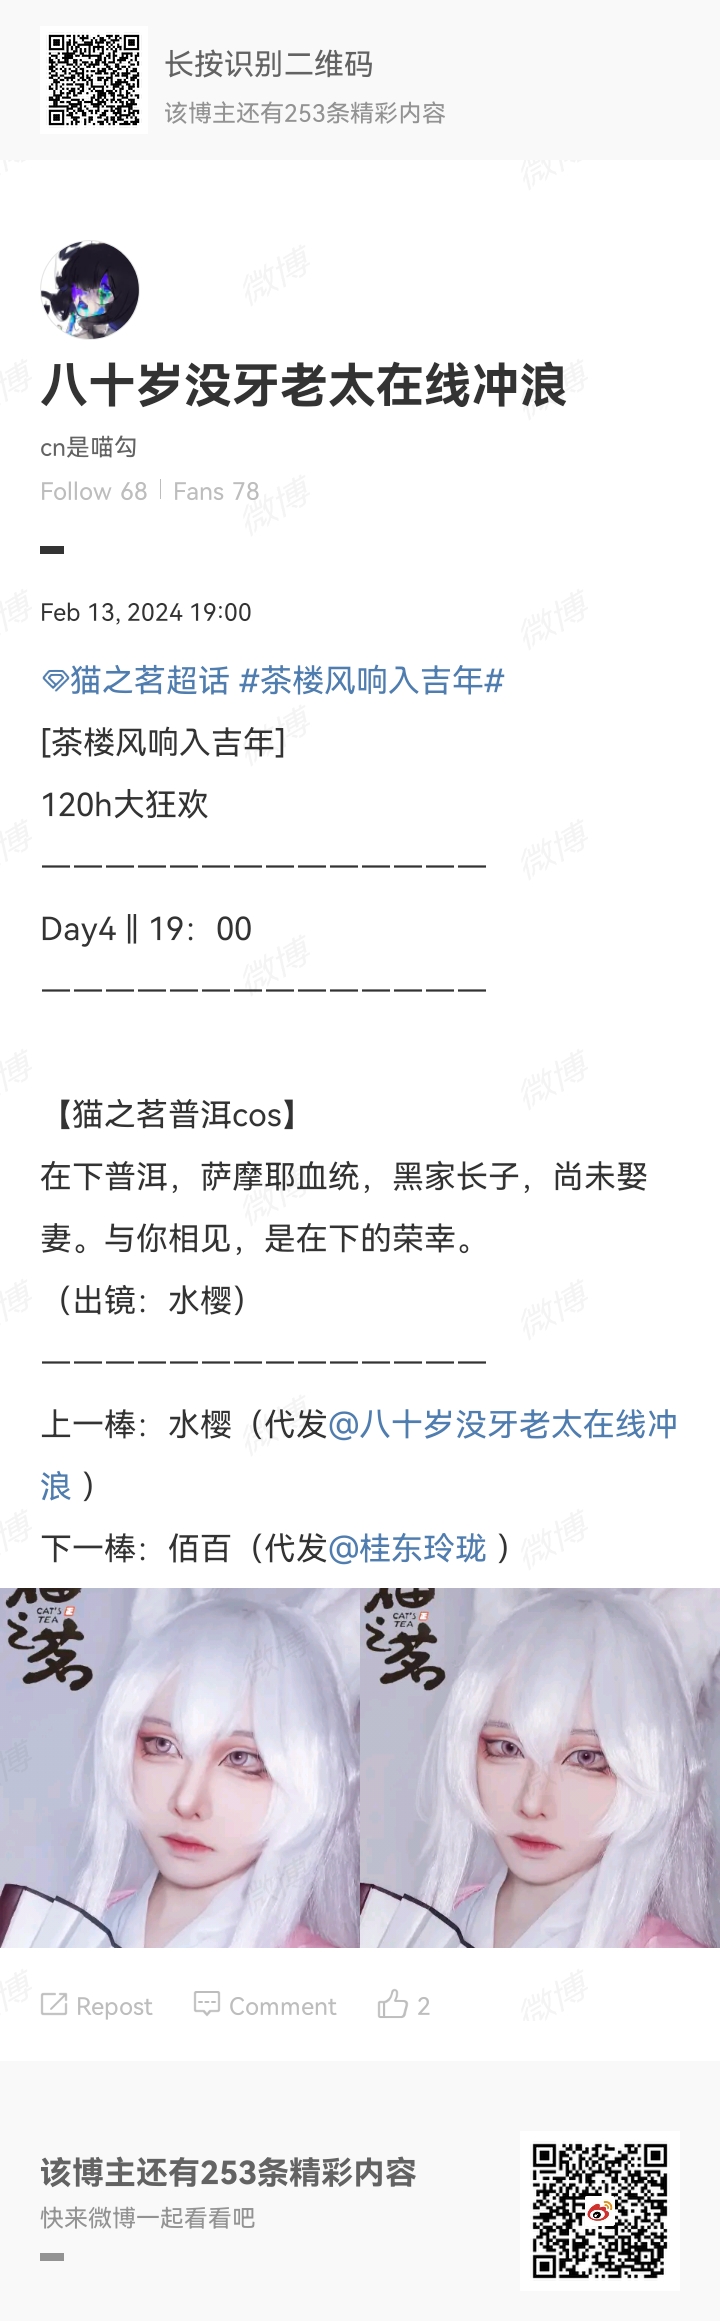 长按识别二维码
该博主还有253条精彩内容
八十岁没牙老太在线冲浪
cn是喵勾
Follow 68 | Fans 78
Feb 13, 2024 19:00
猫之茗超话 #茶楼风响入吉年#
[茶楼风响入吉年]
120h大狂欢
——————————————
Day4 ‖ 19：00
——————————————
【猫之茗普洱cos】
在下普洱，萨摩耶血统，黑家长子，尚未娶
妻。与你相见，是在下的荣幸。
（出镜：水樱）
——————————————
上一棒：水樱（代发@八十岁没牙老太在线冲
浪 ）
下一棒：佰百（代发@桂东玲珑 ）
猫之茗 CAT'S TEA
猫之茗 CAT'S TEA
Repost Comment 2
该博主还有253条精彩内容
快来微博一起看看吧
微博